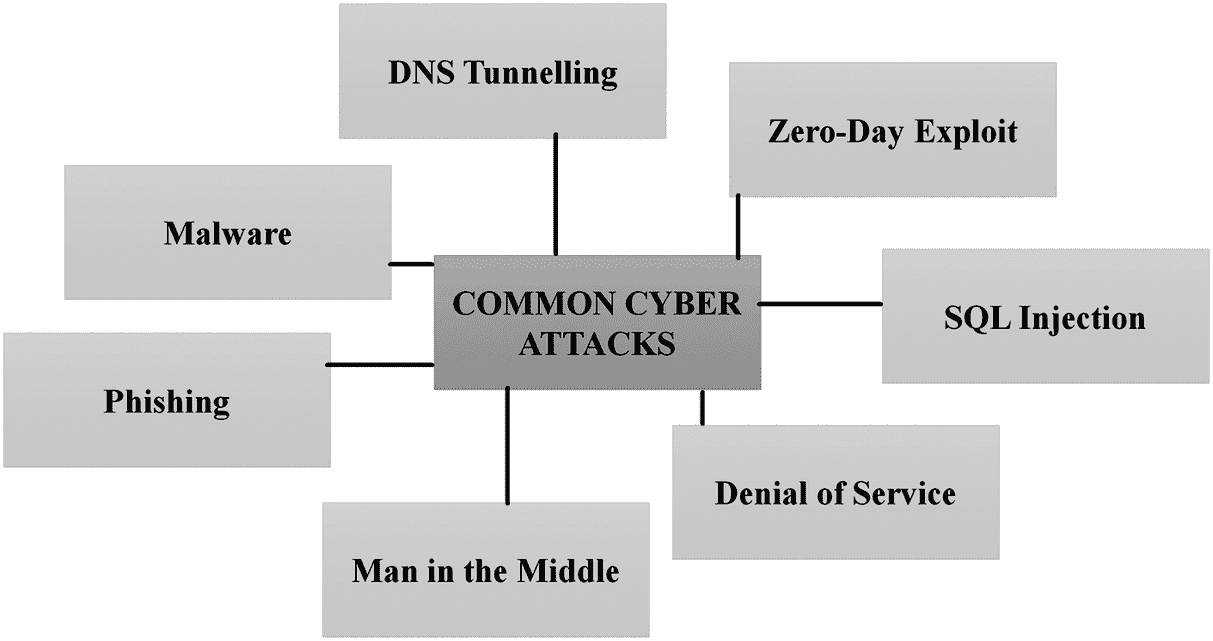 DNS Tunnelling
Zero-Day Exploit
Malware
COMMON CYBER
ATTACKS
SQL Injection
Phishing
Denial of Service
Man in the Middle